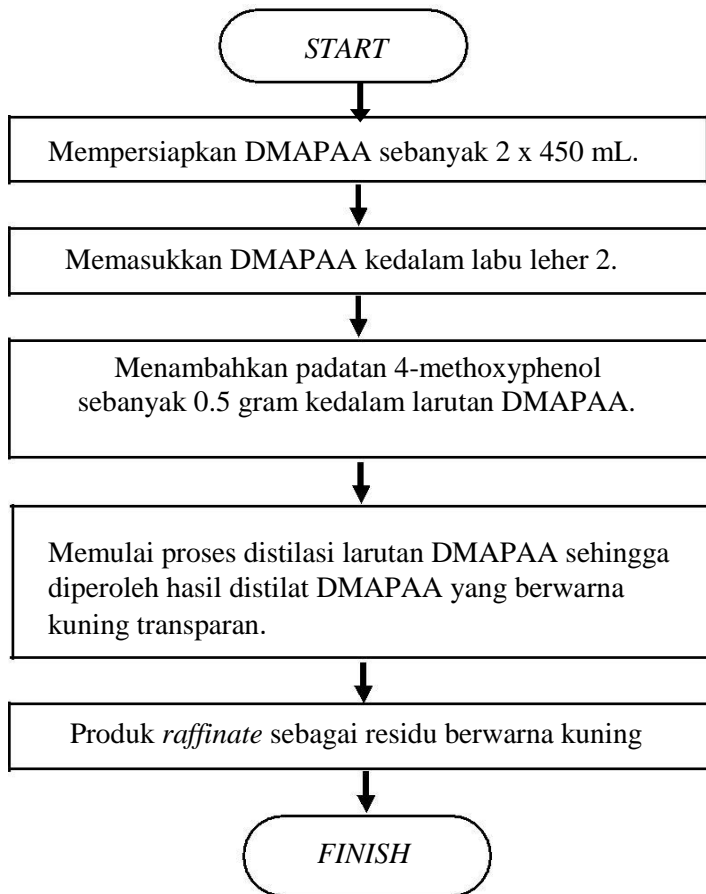 START
Mempersiapkan DMAPAA sebanyak 2 x 450 mL.
Memasukkan DMAPAA kedalam labu leher 2.
Menambahkan padatan 4-methoxyphenol
sebanyak 0.5 gram kedalam larutan DMAPAA.
Memulai proses distilasi larutan DMAPAA sehingga
diperoleh hasil distilat DMAPAA yang berwarna
kuning transparan.
Produk raffinate sebagai residu berwarna kuning
FINISH